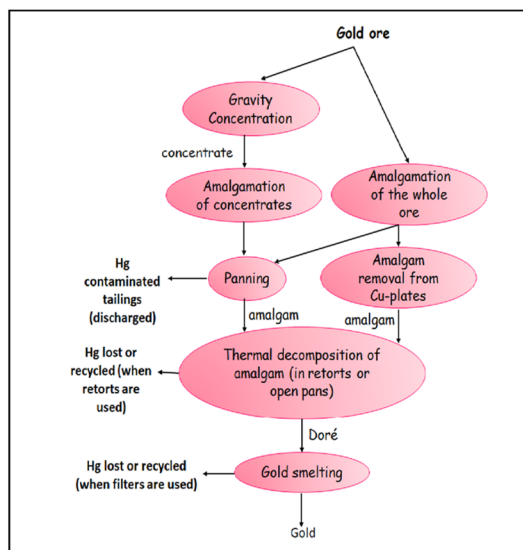 Gold ore
Gravity
Concentration
concentrate
Amalgamation
of concentrates
Amalgamation
of the whole
ore
Hg
contaminated
tailings
(discharged)
Panning
Amalgam
removal from
Cu-plates
amalgam
amalgam
Hg lost or
recycled (when
retorts are
used)
Thermal decomposition of
amalgam (in retorts or
open pans)
Doré
Hg lost or recycled
(when filters are used)
Gold smelting
Gold